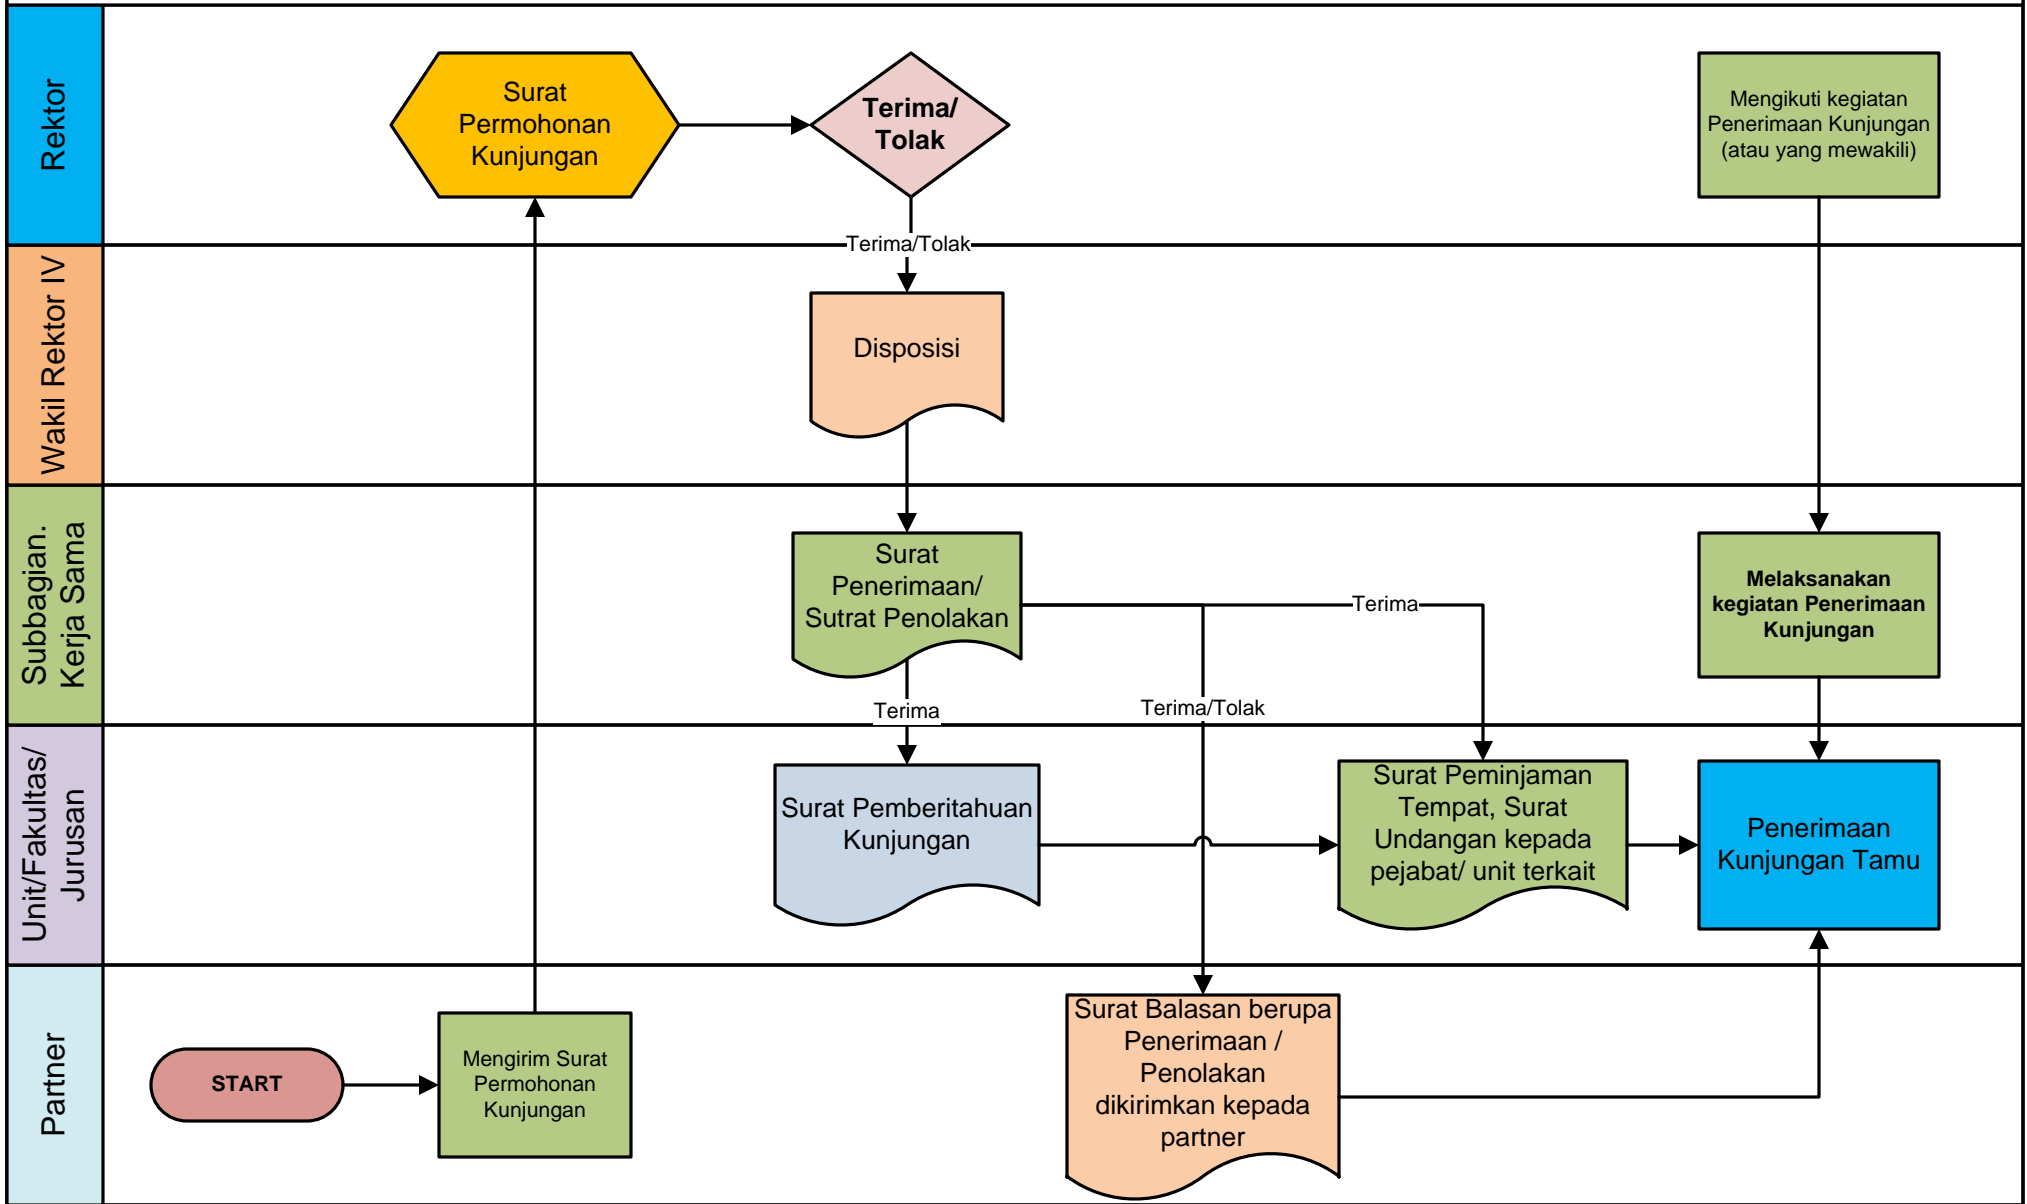 Rektor
Surat
Permohonan
Kunjungan
Terima/
Tolak
Mengikuti kegiatan
Penerimaan Kunjungan
(atau yang mewakili)
Terima/Tolak
Wakil Rektor IV
Disposisi
Subbagian.
Kerja Sama
Surat
Penerimaan/
Sutrat Penolakan
Terima
Melaksanakan
kegiatan Penerimaan
Kunjungan
Terima
Terima/Tolak
Unit/Fakultas/
Jurusan
Surat Pemberitahuan
Kunjungan
Surat Peminjaman
Tempat, Surat
Undangan kepada
pejabat/ unit terkait
Penerimaan
Kunjungan Tamu
Partner
START
Mengirim Surat
Permohonan
Kunjungan
Surat Balasan berupa
Penerimaan /
Penolakan
dikirimkan kepada
partner